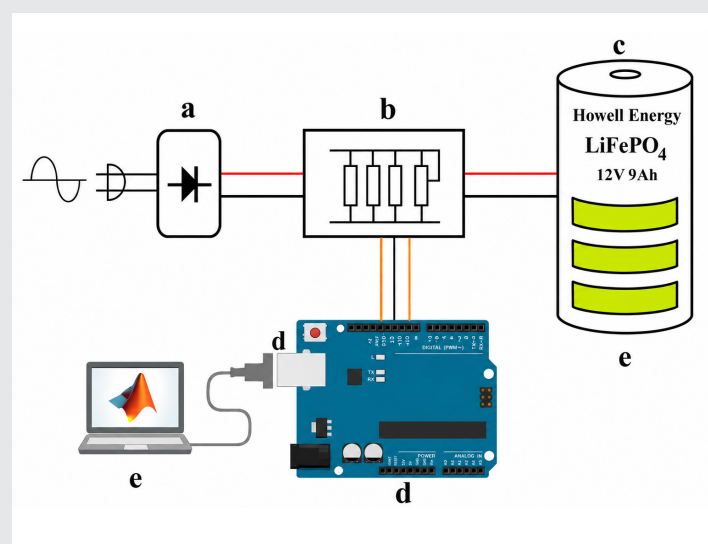 a
b
c
Howell Energy
LiFePO4
12V 9Ah
e
d
L
TX
RX
DIGITAL (PWM~)
POWER
ANALOG IN
e
d